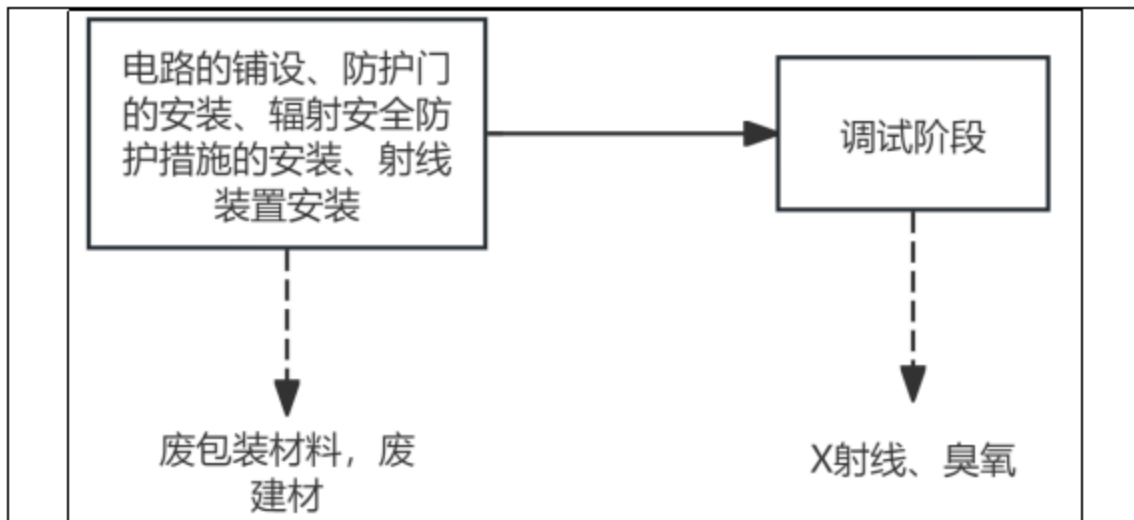 电路的铺设、防护门
的安装、辐射安全防
护措施的安装、射线
装置安装
调试阶段
废包装材料，废
建材
X射线、臭氧